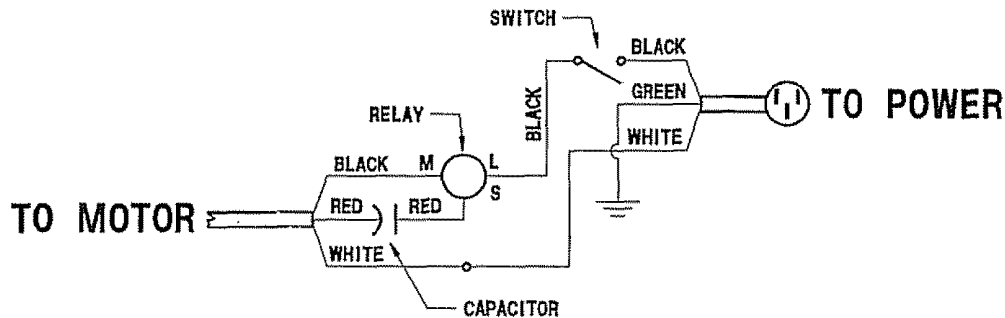 SWITCH
BLACK
GREEN
TO POWER
WHITE
BLACK
RELAY
BLACK
M
L
S
RED
RED
TO MOTOR
WHITE
CAPACITOR